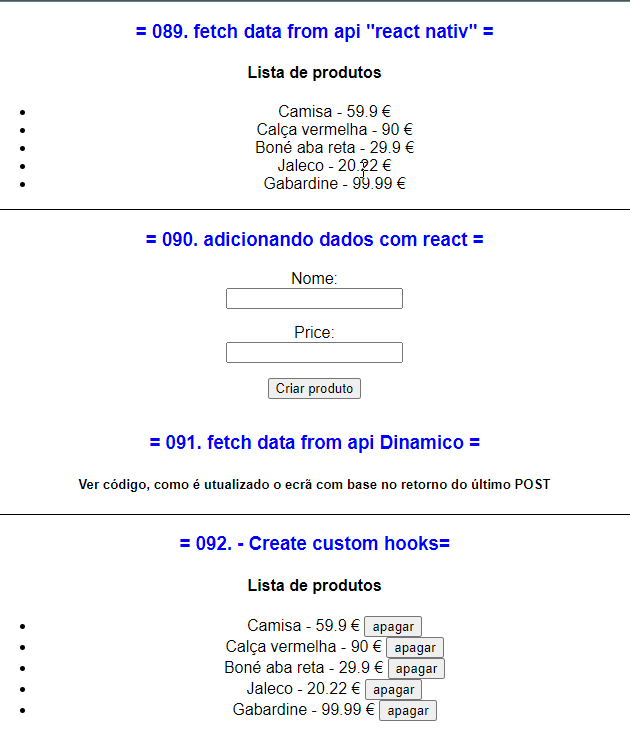 = 089. fetch data from api "react nativ" =
Lista de produtos
Camisa - 59.9 €
Calça vermelha - 90 €
Boné aba reta - 29.9 €
Jaleco - 20.22 €
Gabardine - 99.99 €
= 090. adicionando dados com react =
Nome:
Price:
Criar produto
= 091. fetch data from api Dinamico =
Ver código, como é utualizado o ecrã com base no retorno do último POST
= 092. - Create custom hooks=
Lista de produtos
Camisa - 59.9 € apagar
Calça vermelha - 90 € apagar
Boné aba reta - 29.9 € apagar
Jaleco - 20.22 € apagar
Gabardine - 99.99 € apagar